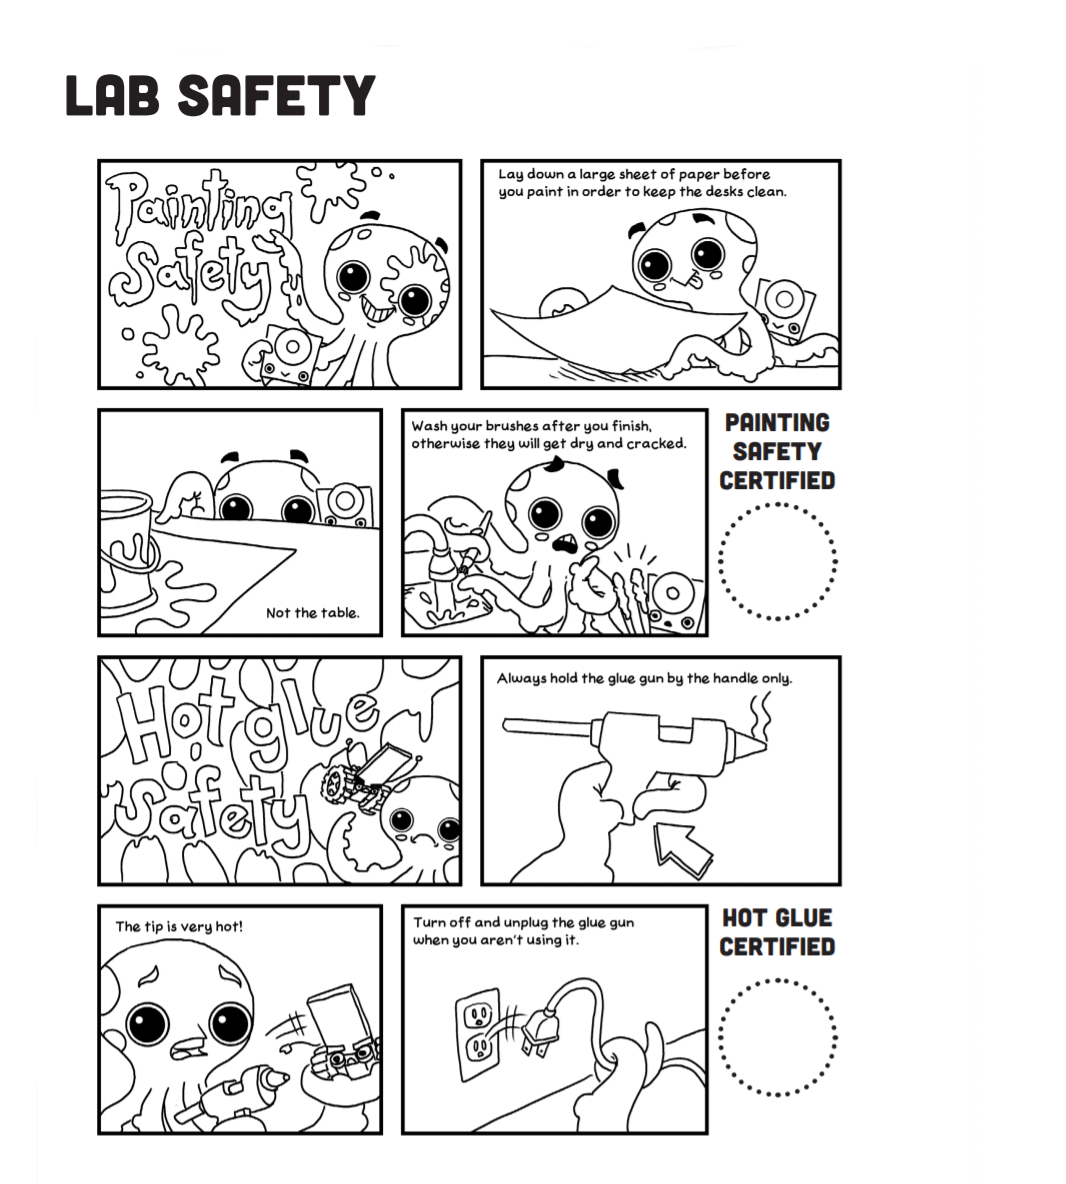 LAB SAFETY
Painting
Safety
Lay down a large sheet of paper before
you paint in order to keep the desks clean.
Not the table.
Wash your brushes after you finish,
otherwise they will get dry and cracked.
PAINTING
SAFETY
CERTIFIED
Hot glue
Safety
Always hold the glue gun by the handle only.
The tip is very hot!
Turn off and unplug the glue gun
when you aren't using it.
HOT GLUE
CERTIFIED